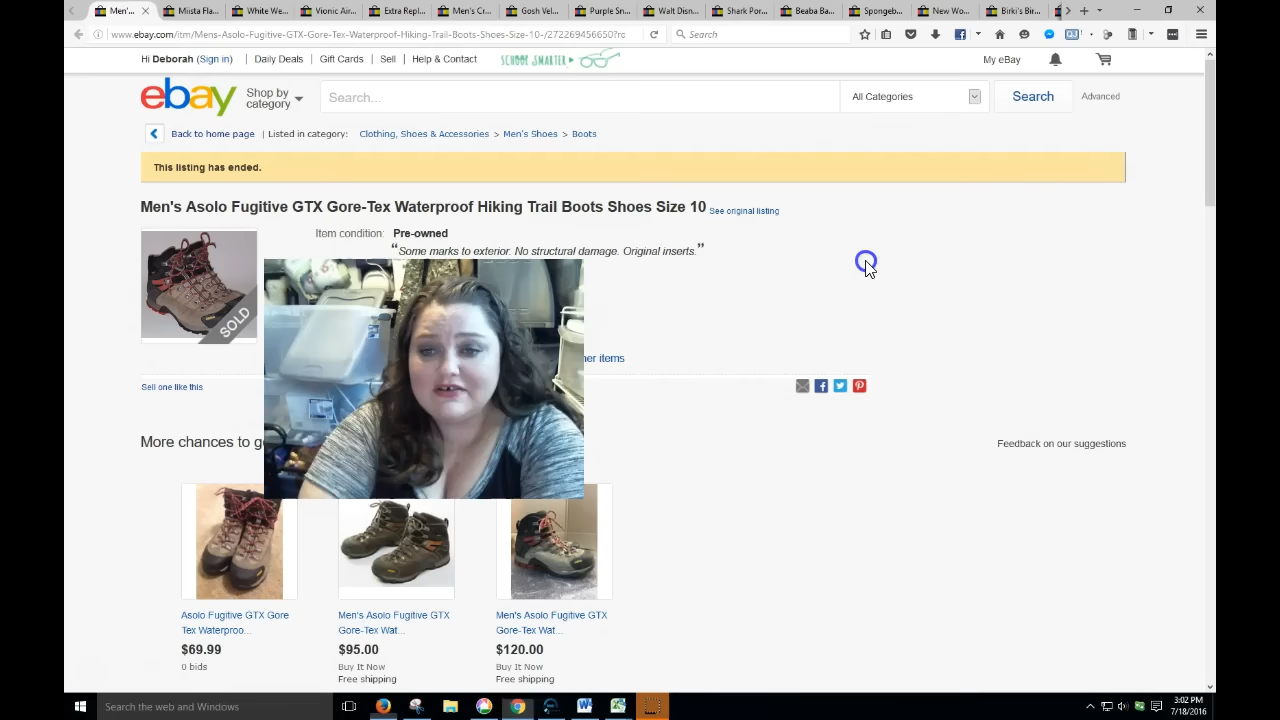 Men'...
Miista Fla...
White We...
Vionic Air...
Extra Repl...
Men's Cr...
Gosh Vel...
Purple Sn...
Walt Disn...
Shark Por...
Beaba Ba...
Spongeb...
New Wo...
Birki's Bir...
www.ebay.com/itm/Mens-Asolo-Fugitive-GTX-Gore-Tex-Waterproof-Hiking-Trail-Boots-Shoes-Size-10-/272269456650?ro
Search
Hi Deborah (Sign in)
Daily Deals
Gift Cards
Sell
Help & Contact
SCHOOL SMARTER
My eBay
ebay
Shop by category
Search...
All Categories
Search
Advanced
Back to home page
Listed in category:
Clothing, Shoes & Accessories > Men's Shoes > Boots
This listing has ended.
Men's Asolo Fugitive GTX Gore-Tex Waterproof Hiking Trail Boots Shoes Size 10
See original listing
Item condition: Pre-owned
“Some marks to exterior. No structural damage. Original inserts.”
SOLD
her items
Sell one like this
More chances to g
Feedback on our suggestions
Asolo Fugitive GTX Gore
Tex Waterproo...
$69.99
0 bids
Men's Asolo Fugitive GTX
Gore-Tex Wat...
$95.00
Buy It Now
Free shipping
Men's Asolo Fugitive GTX
Gore-Tex Wat...
$120.00
Buy It Now
Free shipping
Search the web and Windows
3:02 PM
7/18/2016